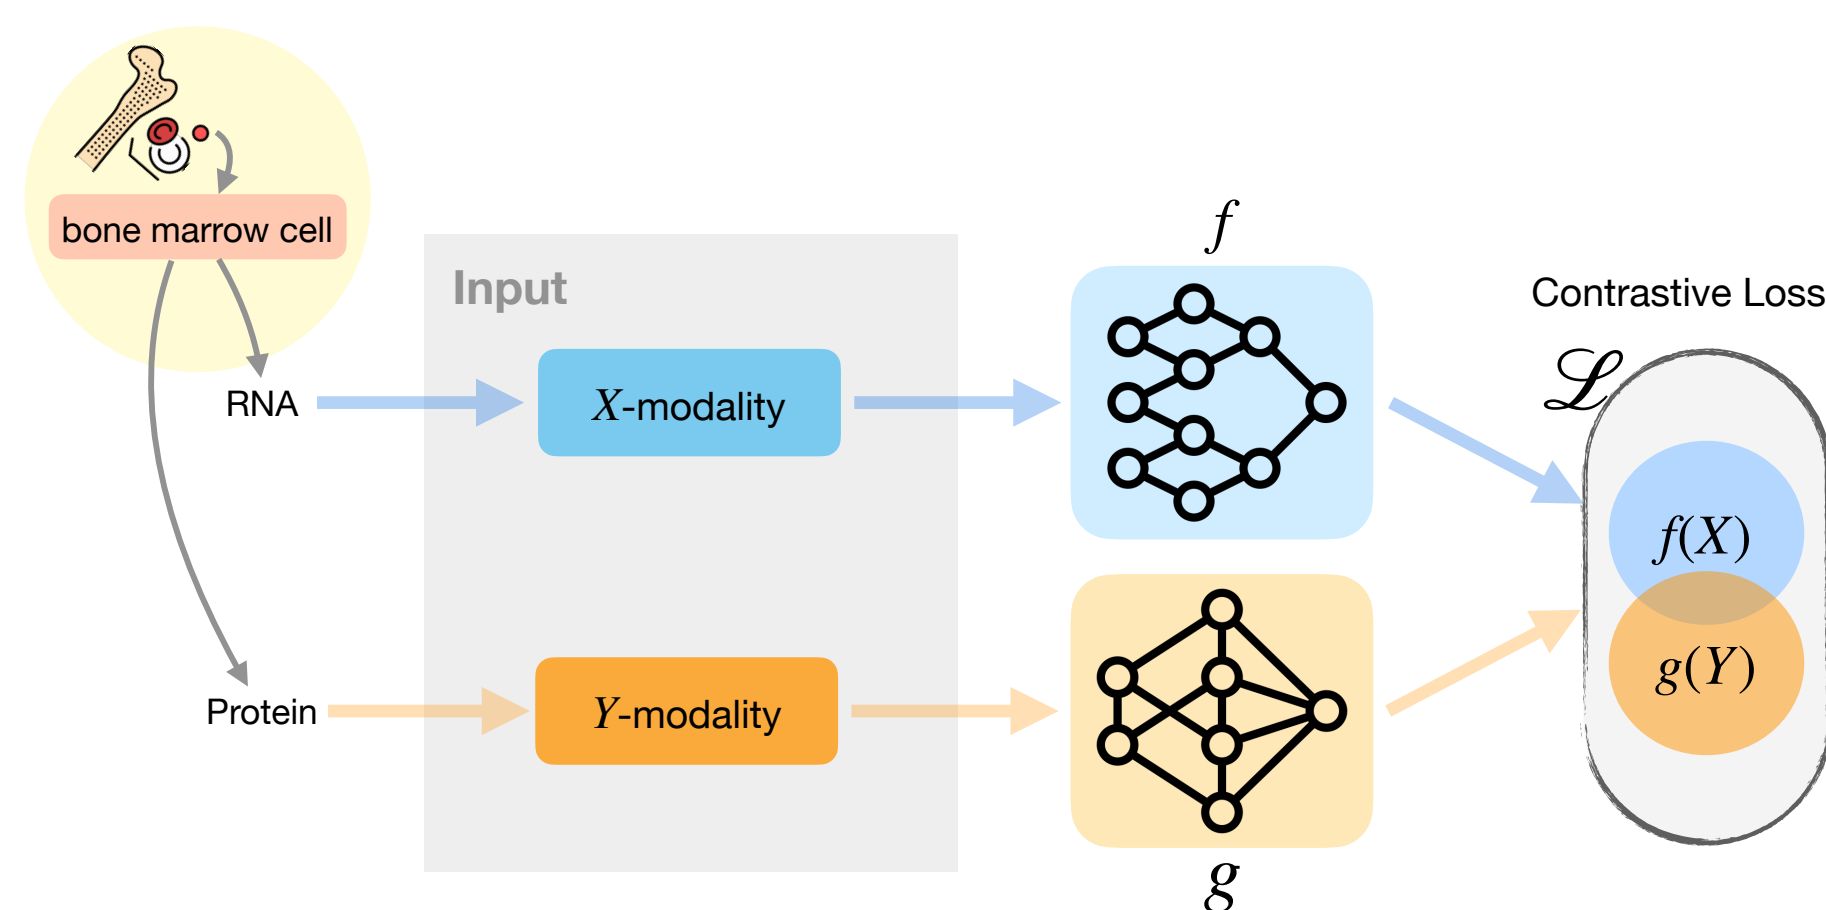 bone marrow cell
Input
f
Contrastive Loss
ℒ
RNA
X-modality
f(X)
Protein
Y-modality
g(Y)
g